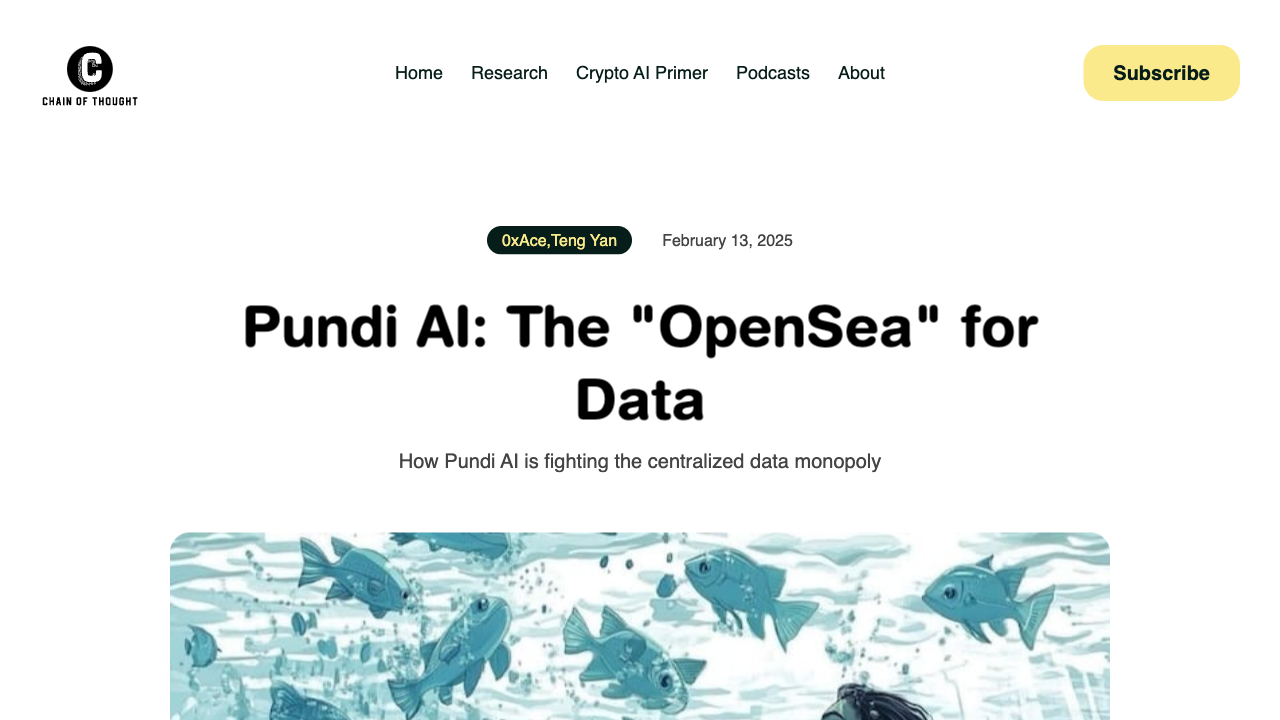 C
CHAIN OF THOUGHT
Home Research Crypto AI Primer Podcasts About
Subscribe
0xAce,Teng Yan February 13, 2025
Pundi AI: The "OpenSea" for
Data
How Pundi AI is fighting the centralized data monopoly